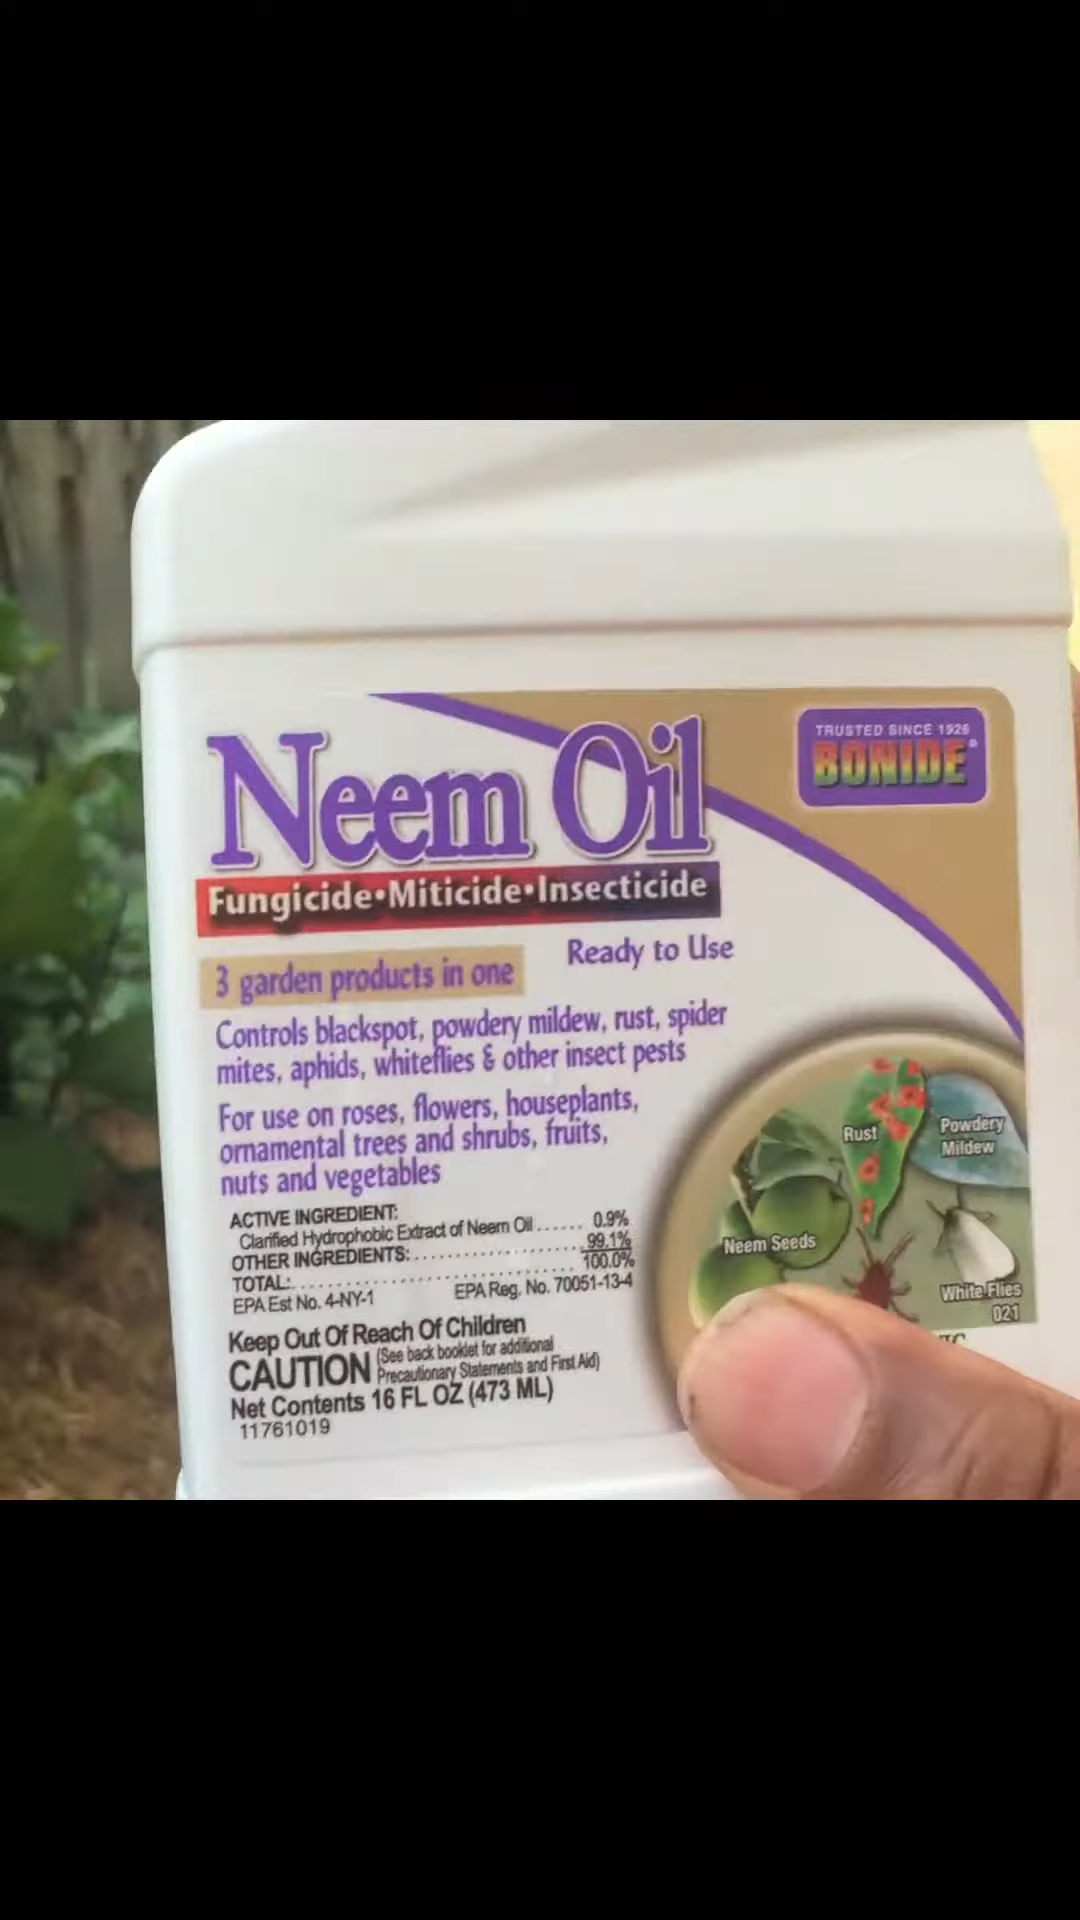 TRUSTED SINCE 1926
BONIDE®
Neem Oil
Fungicide•Miticide•Insecticide
3 garden products in one
Ready to Use
Controls blackspot, powdery mildew, rust, spider
mites, aphids, whiteflies & other insect pests
For use on roses, flowers, houseplants,
ornamental trees and shrubs, fruits,
nuts and vegetables
ACTIVE INGREDIENT:
Clarified Hydrophobic Extract of Neem Oil ...... 0.9%
OTHER INGREDIENTS: ........................ 99.1%
TOTAL: ........................ 100.0%
EPA Est No. 4-NY-1 EPA Reg. No. 70051-13-4
Keep Out Of Reach Of Children
CAUTION (See back booklet for additional
Precautionary Statements and First Aid)
Net Contents 16 FL OZ (473 ML)
11761019
Rust
Powdery
Mildew
Neem Seeds
White Flies
021